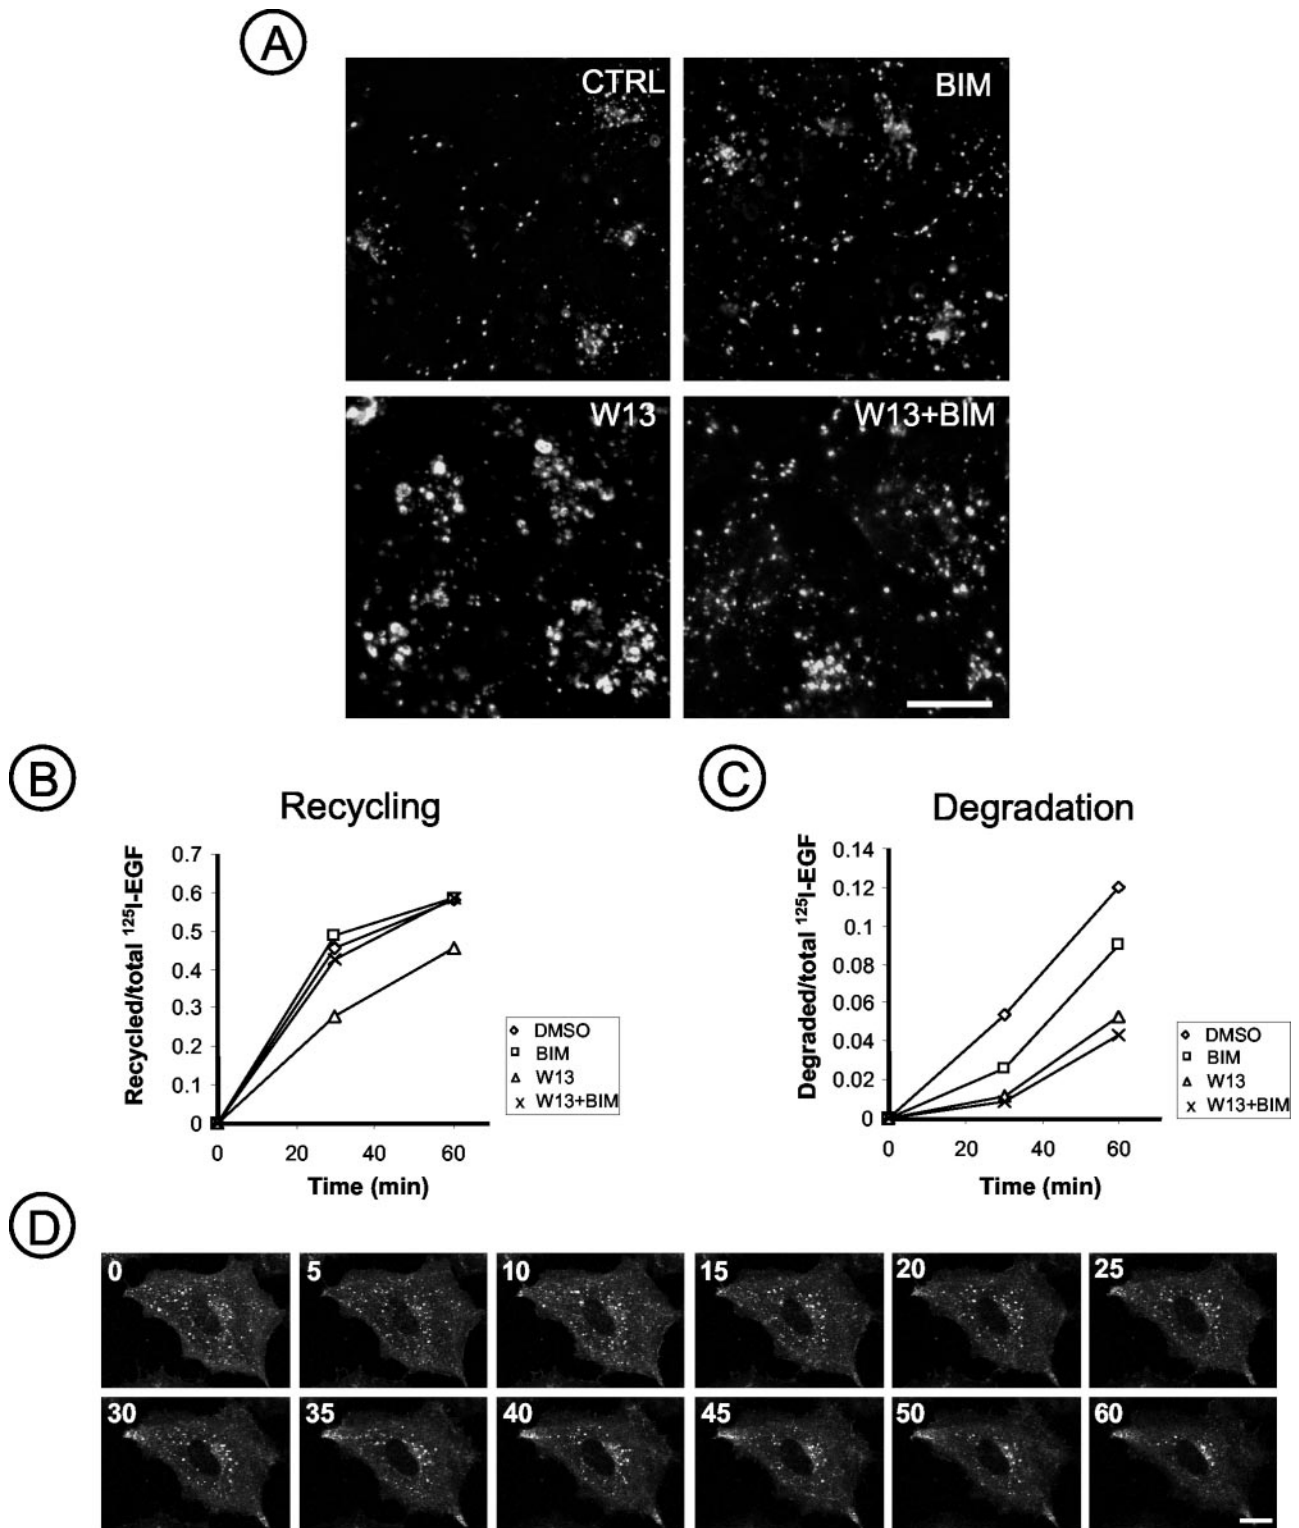 A
CTRL
BIM
W13
W13+BIM
B
Recycling
Recycled/total ¹²⁵I-EGF
0.7
0.6
0.5
0.4
0.3
0.2
0.1
0
0
20
40
60
Time (min)
DMSO
BIM
W13
W13+BIM
C
Degradation
Degraded/total ¹²⁵I-EGF
0.14
0.12
0.1
0.08
0.06
0.04
0.02
0
0
20
40
60
Time (min)
DMSO
BIM
W13
W13+BIM
D
0
5
10
15
20
25
30
35
40
45
50
60